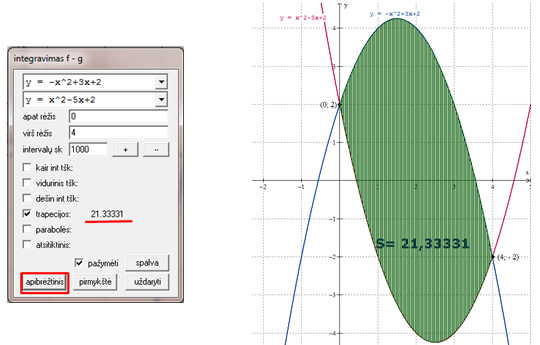 integravimas f - g
y = -x^2+3x+2
y = x^2-5x+2
apat rėžis 0
virš rėžis 4
intervalų sk 1000 + --
kair int tšk:
vidurinis tšk:
dešin int tšk:
trapecijos: 21.33331
parabolės:
atsitiktinis:
pažymėti spalva
apibrėžtinis pirmykštė uždaryti
y
y = x^2-5x+2 y = -x^2+3x+2
4
(0; 2)
2
x
-2 -1 1 2 3 4 5
-1
S= 21,33331
-2 (4; -2)
-3
-4